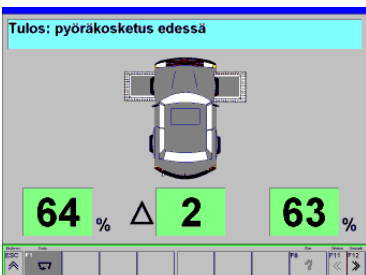 Tulos: pyöräkosketus edessä
64 % Δ 2 63 %
ESC F1 F8 F11 F12